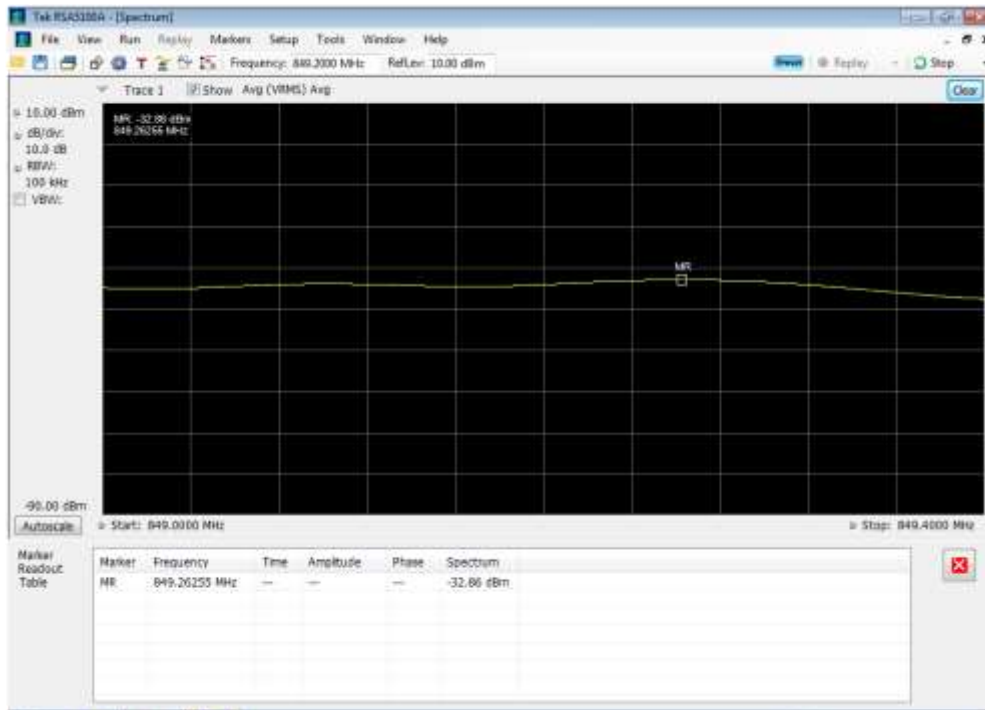 Tek RSA5100A - [Spectrum]
File View Run Replay Markers Setup Tools Window Help
Frequency: 849.2000 MHz RefLev: 10.00 dBm Preset Replay Stop
Trace 1 Show Avg (VRMS) Avg Clear
10.00 dBm
dB/div:
10.0 dB
RBW:
100 kHz
VBW:
MR: -32.86 dBm
849.26255 MHz
MR
-90.00 dBm
Autoscale Start: 849.0000 MHz Stop: 849.4000 MHz
Marker
Readout
Table
Marker Frequency Time Amplitude Phase Spectrum
MR 849.26255 MHz --- --- --- -32.86 dBm